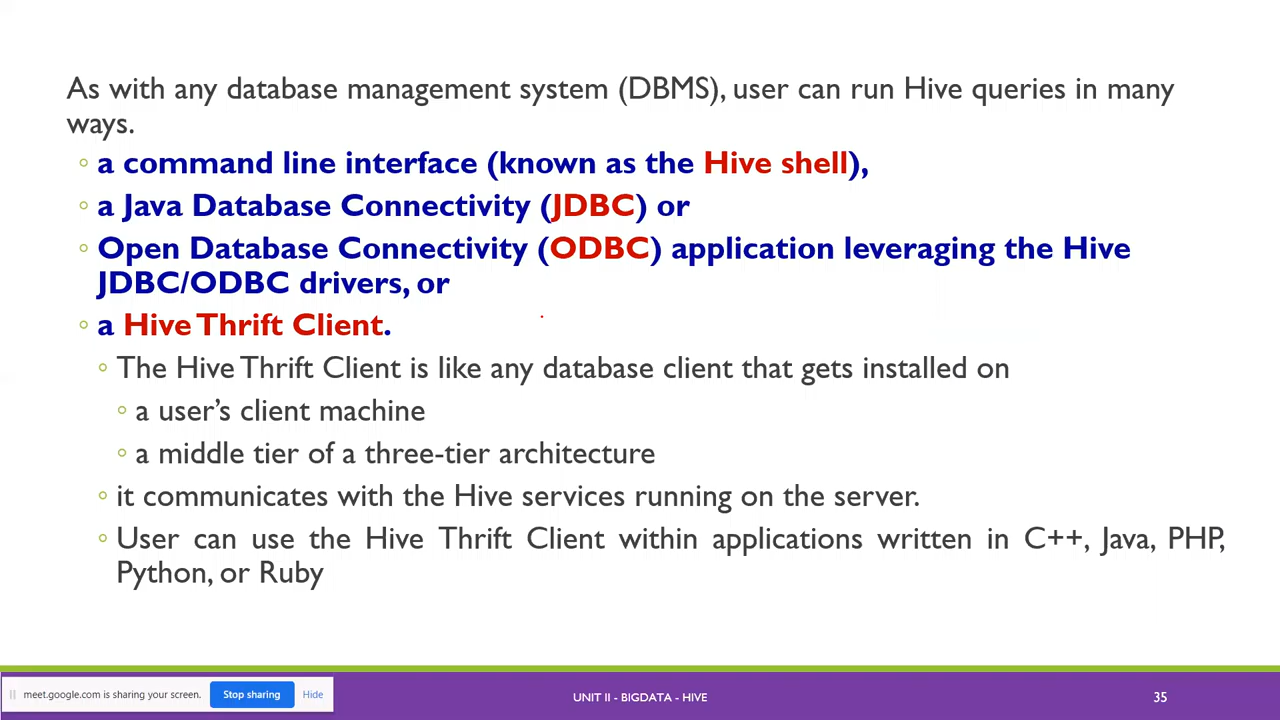 As with any database management system (DBMS), user can run Hive queries in many
ways.
◦ a command line interface (known as the Hive shell),
◦ a Java Database Connectivity (JDBC) or
◦ Open Database Connectivity (ODBC) application leveraging the Hive
JDBC/ODBC drivers, or
◦ a Hive Thrift Client.
◦ The Hive Thrift Client is like any database client that gets installed on
◦ a user’s client machine
◦ a middle tier of a three-tier architecture
◦ it communicates with the Hive services running on the server.
◦ User can use the Hive Thrift Client within applications written in C++, Java, PHP,
Python, or Ruby
meet.google.com is sharing your screen. Stop sharing Hide
UNIT II - BIGDATA - HIVE
35